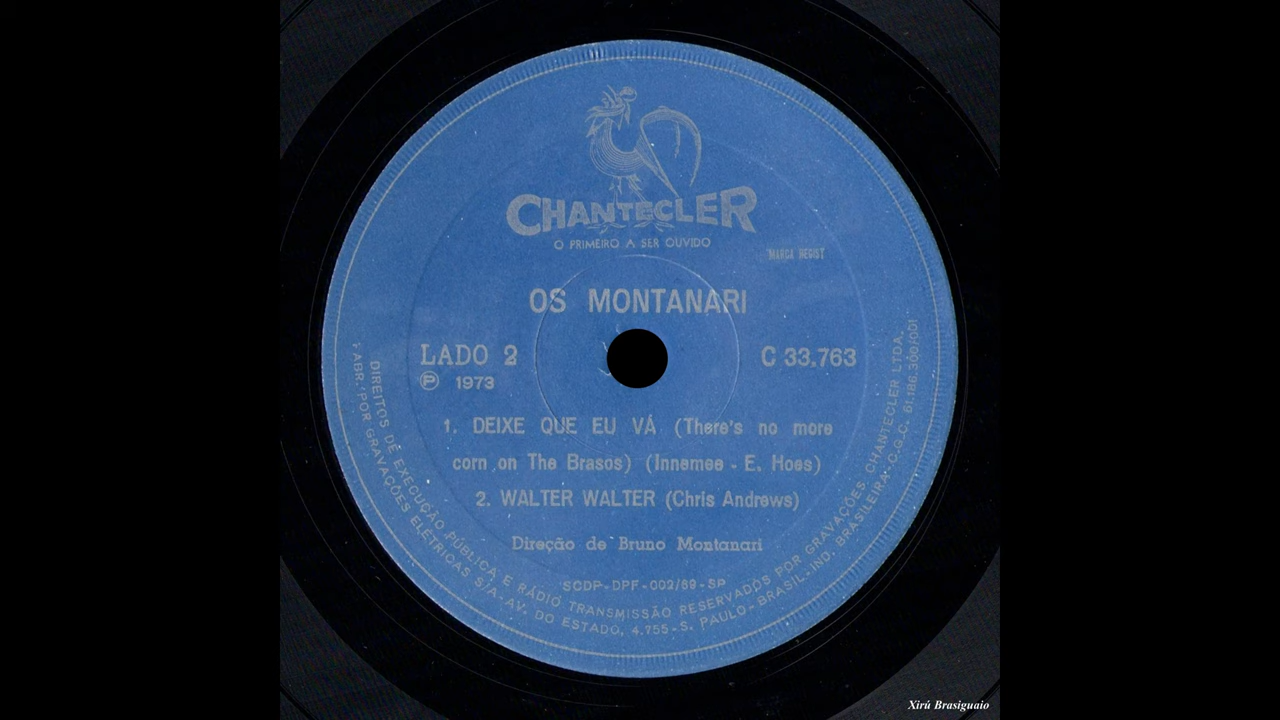 CHANTECLER
O PRIMEIRO A SER OUVIDO
MARCA REGIST
OS MONTANARI
LADO 2
C 33.763
Ⓟ 1973
1. DEIXE QUE EU VÁ (There's no more
corn on The Brasos) (Innemee - E. Hoes)
2. WALTER WALTER (Chris Andrews)
Direção de Bruno Montanari
SCDP-DPF-002/69-SP
DIREITOS DE EXECUÇÃO PÚBLICA E RÁDIO TRANSMISSÃO RESERVADOS POR GRAVAÇÕES CHANTECLER LTDA.
FABR. POR GRAVAÇÕES ELÉTRICAS S/A. AV. DO ESTADO, 4.755-S. PAULO-BRASIL-IND. BRASILEIRA C.G.C. 61.186.300/001
Xirú Brasiguaio